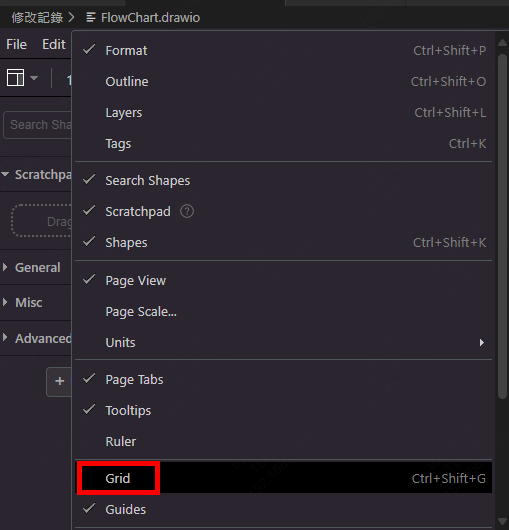 修改記錄 > FlowChart.drawio
File Edit
Format Ctrl+Shift+P
Outline Ctrl+Shift+O
Layers Ctrl+Shift+L
Tags Ctrl+K
Search Sha
Search Shapes
Scratchpa
Scratchpad ?
Drag
Shapes Ctrl+Shift+K
General
Page View
Misc
Page Scale...
Advanced
Units
+
Page Tabs
Tooltips
Ruler
Grid Ctrl+Shift+G
Guides